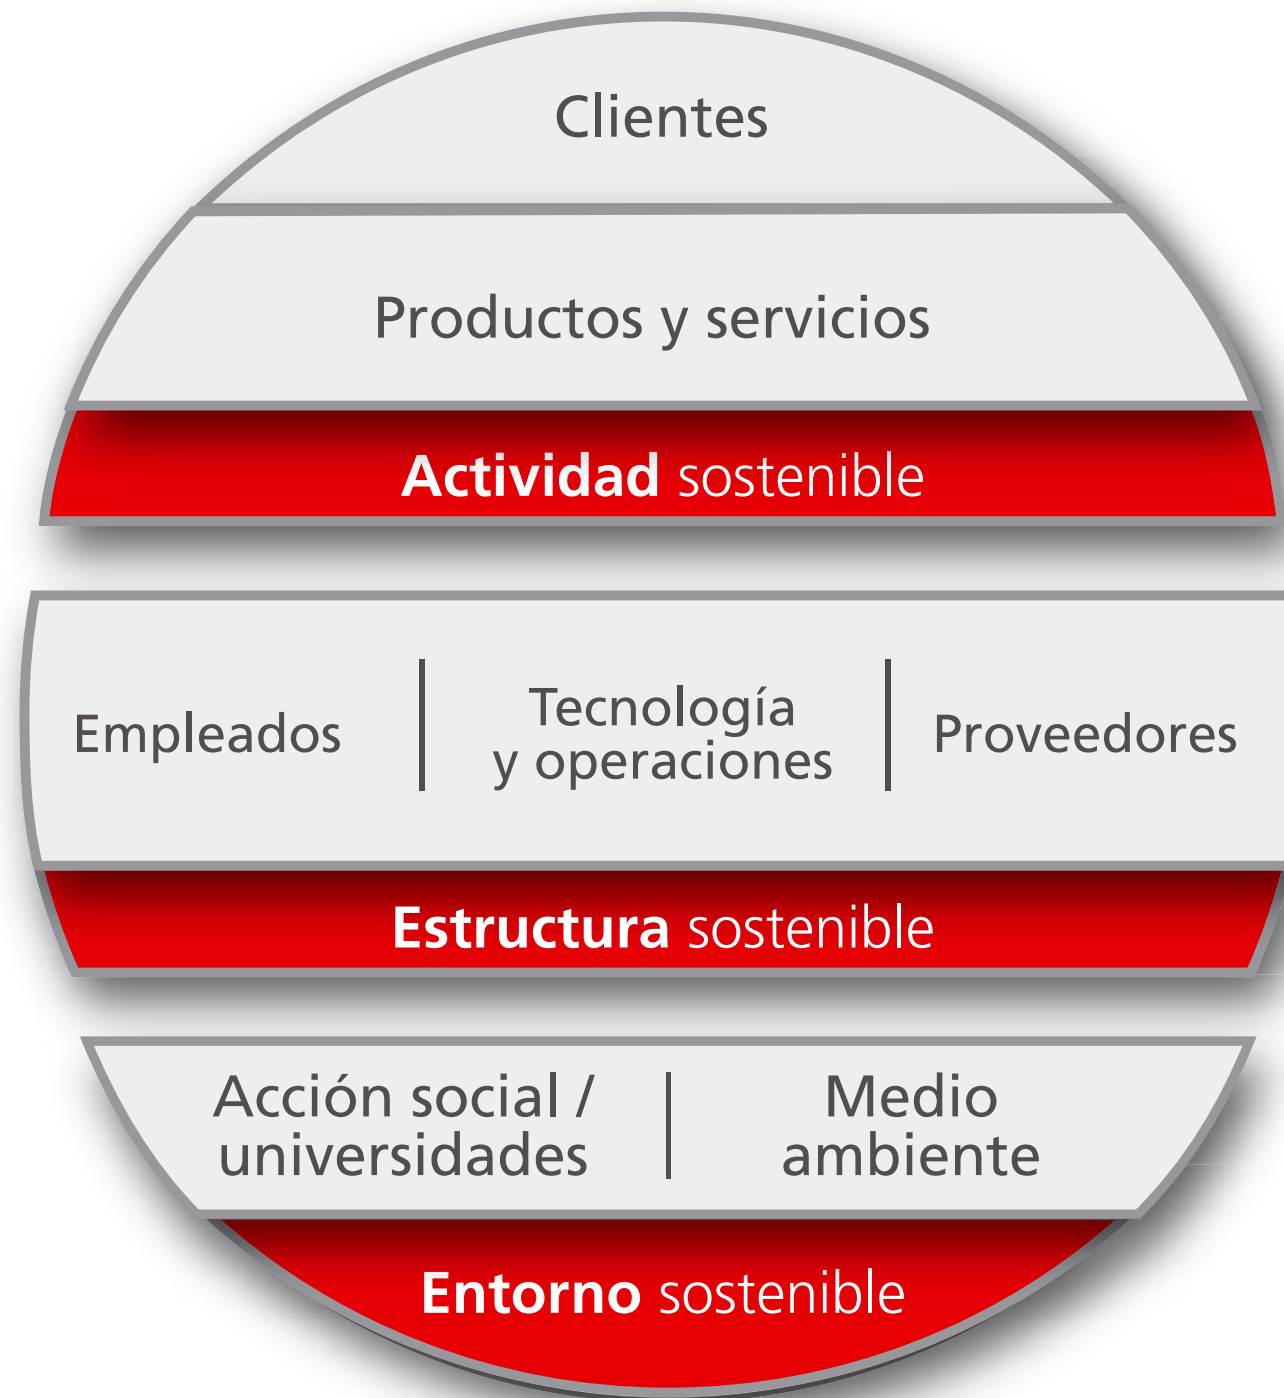 Clientes
Productos y servicios
Actividad sostenible
Empleados
Tecnología
y operaciones
Proveedores
Estructura sostenible
Acción social /
universidades
Medio
ambiente
Entorno sostenible